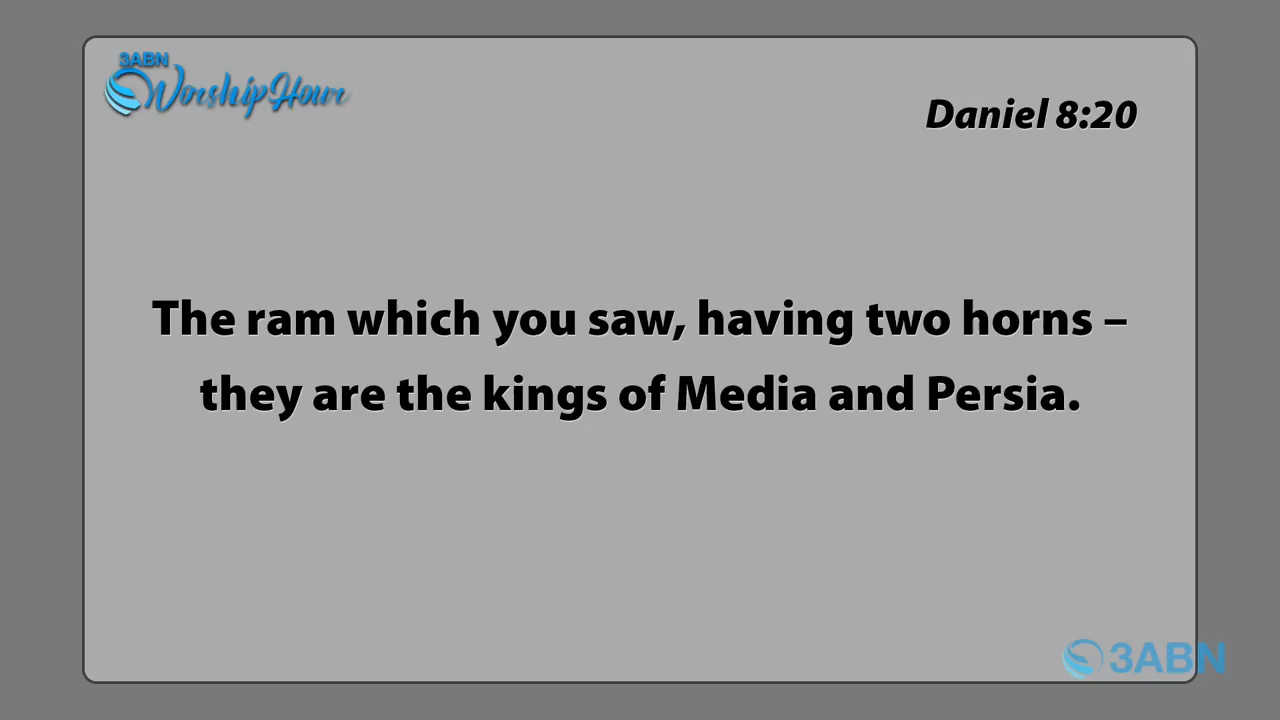 3ABN
Worship Hour
Daniel 8:20
The ram which you saw, having two horns –
they are the kings of Media and Persia.
3ABN